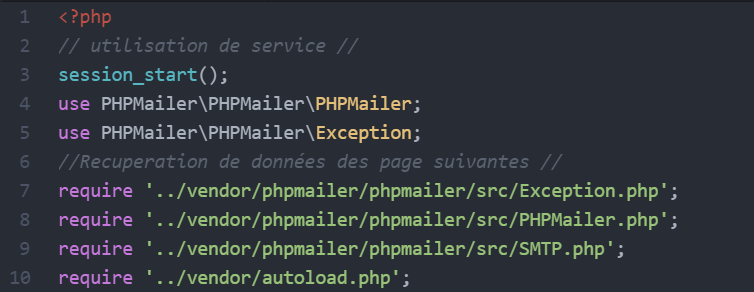 1 <?php
2 // utilisation de service //
3 session_start();
4 use PHPMailer\PHPMailer\PHPMailer;
5 use PHPMailer\PHPMailer\Exception;
6 //Recuperation de données des page suivantes //
7 require '../vendor/phpmailer/phpmailer/src/Exception.php';
8 require '../vendor/phpmailer/phpmailer/src/PHPMailer.php';
9 require '../vendor/phpmailer/phpmailer/src/SMTP.php';
10 require '../vendor/autoload.php';